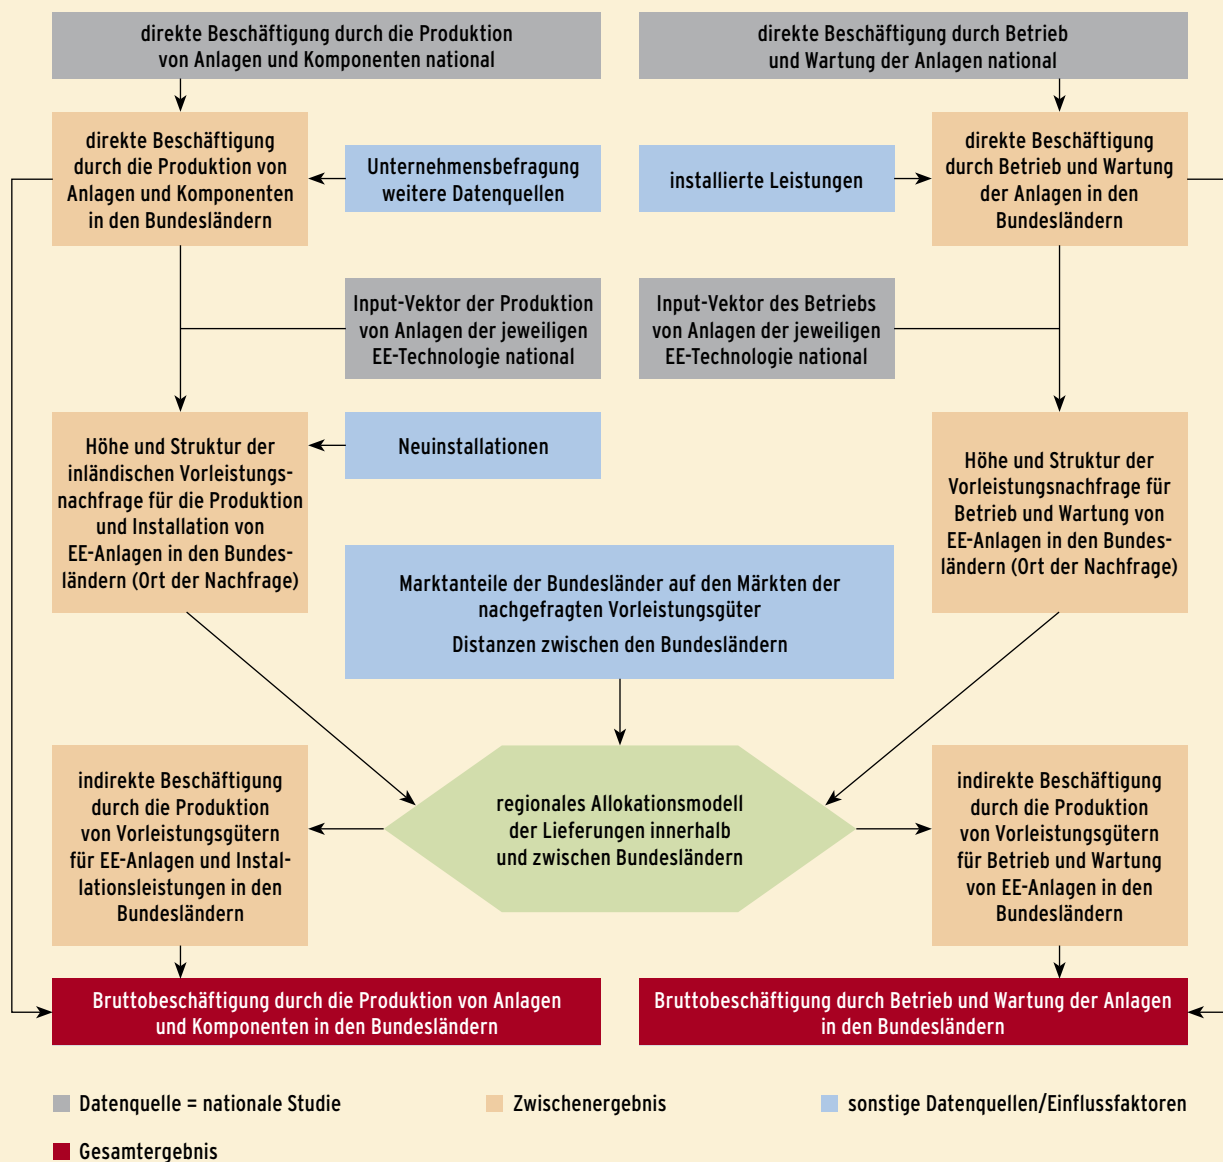 direkte Beschäftigung durch die Produktion
von Anlagen und Komponenten national
direkte Beschäftigung durch Betrieb
und Wartung der Anlagen national
direkte Beschäftigung
durch die Produktion von
Anlagen und Komponenten
in den Bundesländern
Unternehmensbefragung
weitere Datenquellen
installierte Leistungen
direkte Beschäftigung
durch Betrieb und Wartung
der Anlagen in den
Bundesländern
Input-Vektor der Produktion
von Anlagen der jeweiligen
EE-Technologie national
Input-Vektor des Betriebs
von Anlagen der jeweiligen
EE-Technologie national
Höhe und Struktur der
inländischen Vorleistungs-
nachfrage für die Produktion
und Installation von
EE-Anlagen in den Bundes-
ländern (Ort der Nachfrage)
Neuinstallationen
Höhe und Struktur der
Vorleistungsnachfrage für
Betrieb und Wartung von
EE-Anlagen in den Bundes-
ländern (Ort der Nachfrage)
Marktanteile der Bundesländer auf den Märkten der
nachgefragten Vorleistungsgüter
Distanzen zwischen den Bundesländern
indirekte Beschäftigung
durch die Produktion
von Vorleistungsgütern
für EE-Anlagen und Instal-
lationsleistungen in den
Bundesländern
regionales Allokationsmodell
der Lieferungen innerhalb
und zwischen Bundesländern
indirekte Beschäftigung
durch die Produktion
von Vorleistungsgütern
für Betrieb und Wartung
von EE-Anlagen in den
Bundesländern
Bruttobeschäftigung durch die Produktion von Anlagen
und Komponenten in den Bundesländern
Bruttobeschäftigung durch Betrieb und Wartung der Anlagen
in den Bundesländern
Datenquelle = nationale Studie
Zwischenergebnis
sonstige Datenquellen/Einflussfaktoren
Gesamtergebnis